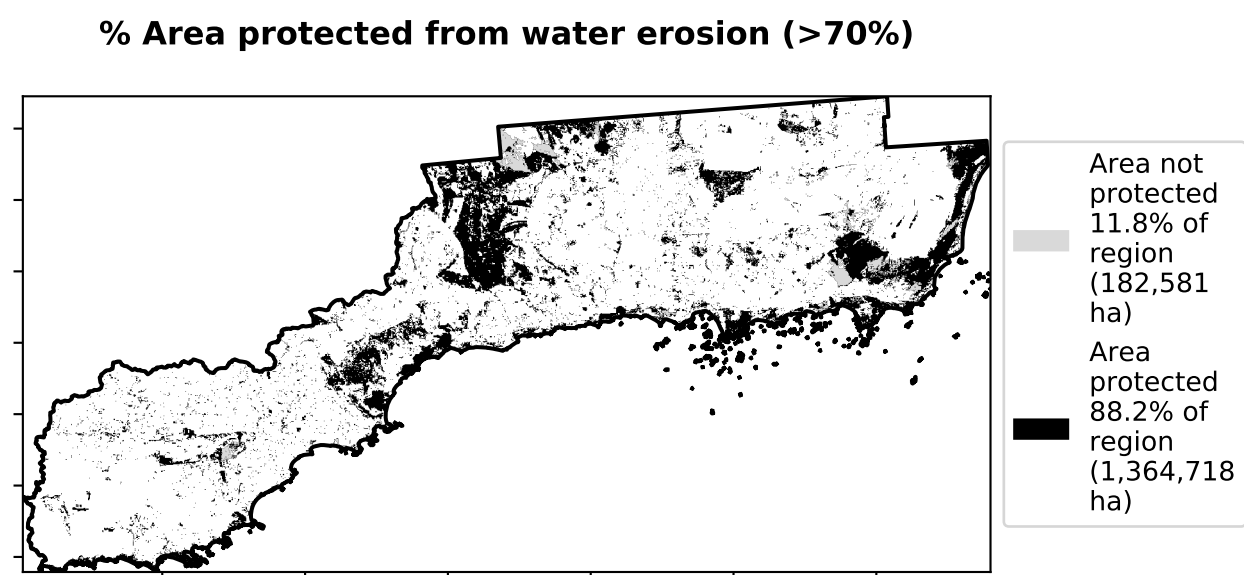 % Area protected from water erosion (>70%)
Area not
protected
11.8% of
region
(182,581
ha)
Area
protected
88.2% of
region
(1,364,718
ha)